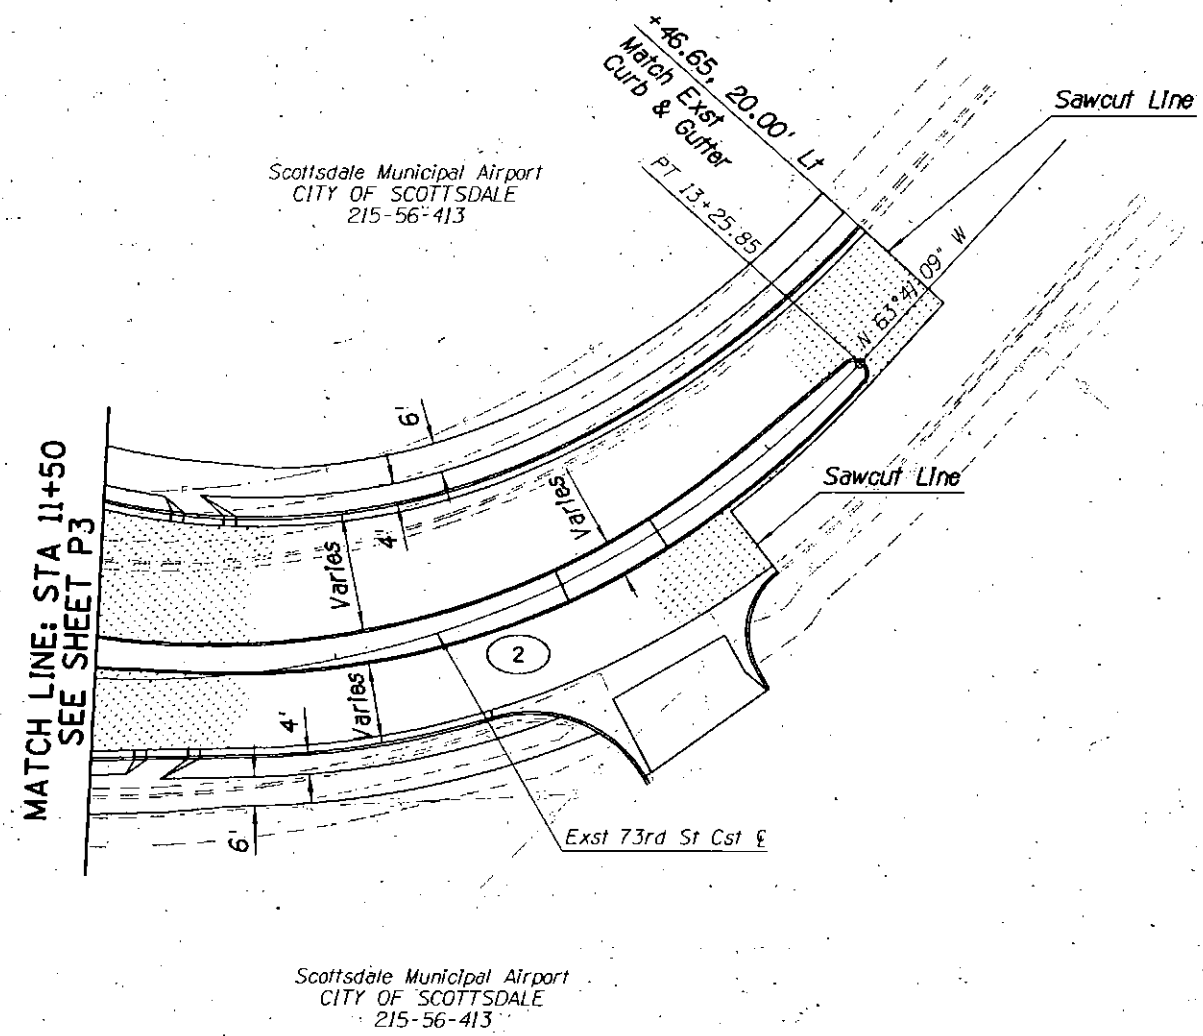 +46.65, 20.00' Lt
Match Exst
Curb & Gutter
PT 13+25.85
Sawcut Line
N 63°41'09" W
Scottsdale Municipal Airport
CITY OF SCOTTSDALE
215-56-413
6'
4'
Varies
Varies
Sawcut Line
MATCH LINE: STA 11+50
SEE SHEET P3
2
Varies
4'
6'
Exst 73rd St Cst ℄
Scottsdale Municipal Airport
CITY OF SCOTTSDALE
215-56-413